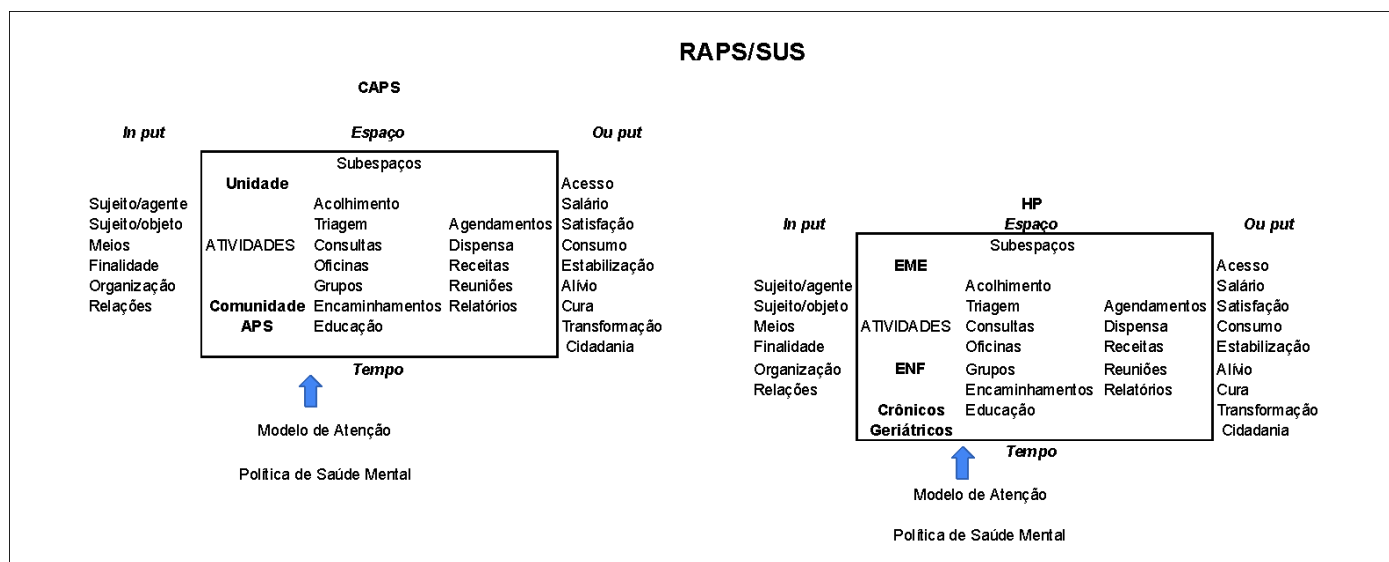 RAPS/SUS
CAPS
In put Espaço Ou put
Subespaços
Unidade Acesso
Sujeito/agente Acolhimento Salário
Sujeito/objeto Triagem Agendamentos Satisfação
Meios ATIVIDADES Consultas Dispensa Consumo
Finalidade Oficinas Receitas Estabilização
Organização Grupos Reuniões Alívio
Relações Comunidade Encaminhamentos Relatórios Cura
APS Educação Transformação
Cidadania
Tempo
Modelo de Atenção
Política de Saúde Mental
HP
In put Espaço Ou put
Subespaços
EME Acesso
Sujeito/agente Acolhimento Salário
Sujeito/objeto Triagem Agendamentos Satisfação
Meios ATIVIDADES Consultas Dispensa Consumo
Finalidade Oficinas Receitas Estabilização
Organização ENF Grupos Reuniões Alívio
Relações Encaminhamentos Relatórios Cura
Crônicos Educação Transformação
Geriátricos Cidadania
Tempo
Modelo de Atenção
Política de Saúde Mental